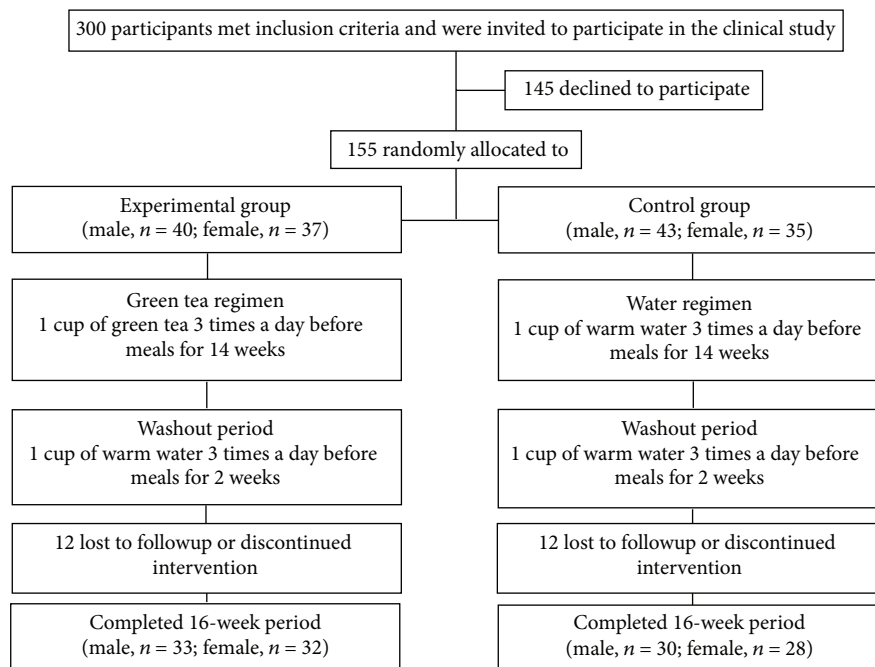 300 participants met inclusion criteria and were invited to participate in the clinical study
145 declined to participate
155 randomly allocated to
Experimental group
(male, n = 40; female, n = 37)
Control group
(male, n = 43; female, n = 35)
Green tea regimen
1 cup of green tea 3 times a day before
meals for 14 weeks
Water regimen
1 cup of warm water 3 times a day before
meals for 14 weeks
Washout period
1 cup of warm water 3 times a day before
meals for 2 weeks
Washout period
1 cup of warm water 3 times a day before
meals for 2 weeks
12 lost to followup or discontinued
intervention
12 lost to followup or discontinued
intervention
Completed 16-week period
(male, n = 33; female, n = 32)
Completed 16-week period
(male, n = 30; female, n = 28)